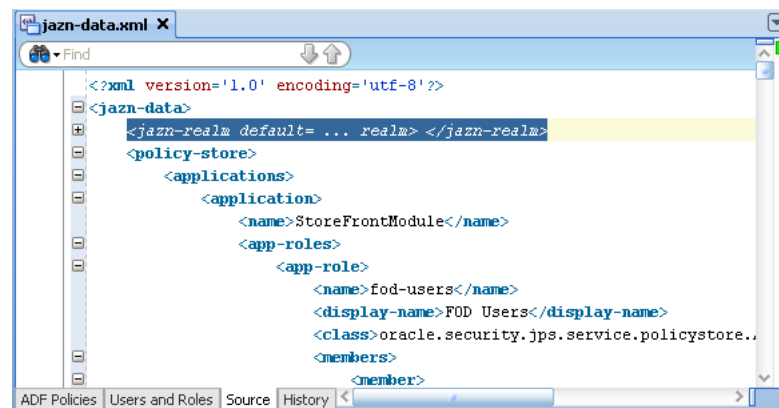 jazn-data.xml
Find
<?xml version='1.0' encoding='utf-8'?>
<jazn-data>
<jazn-realm default= ... realm> </jazn-realm>
<policy-store>
<applications>
<application>
<name>StoreFrontModule</name>
<app-roles>
<app-role>
<name>fod-users</name>
<display-name>FOD Users</display-name>
<class>oracle.security.jps.service.policystore.
<members>
<member>
ADF Policies Users and Roles Source History